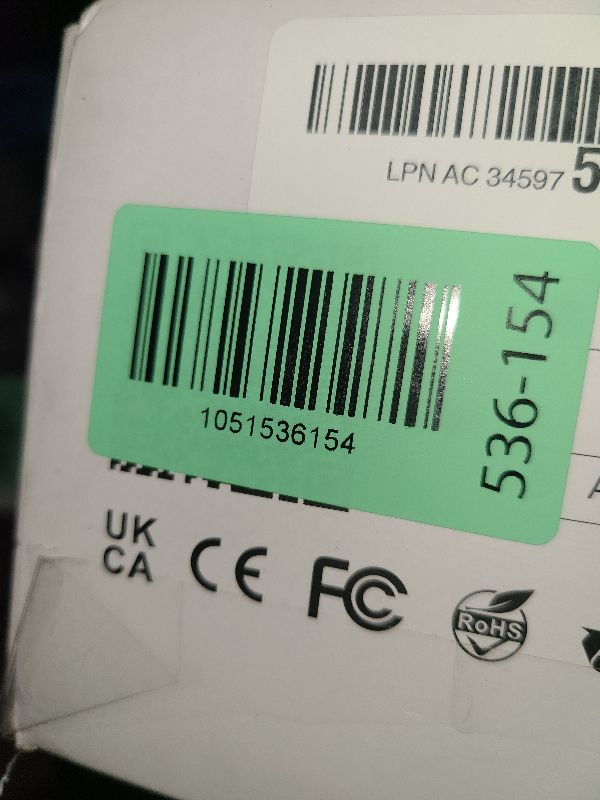 LPN AC 34597 5
1051536154
536-154
UK
CA
CE
FC
RoHS